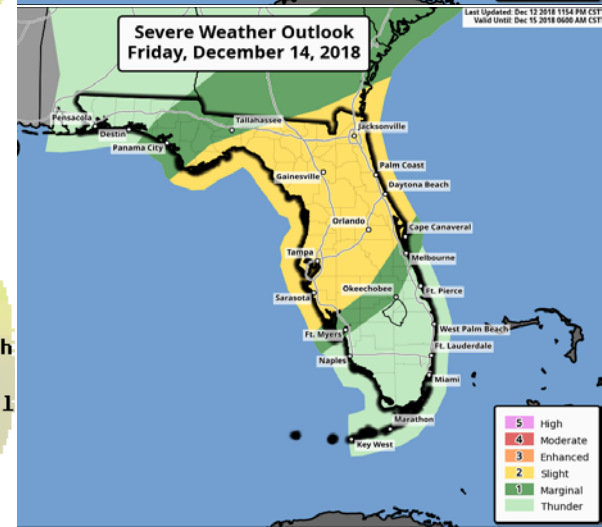 Severe Weather Outlook
Friday, December 14, 2018
Last Updated: Dec 12 2018 1154 PM CST
Valid Until: Dec 15 2018 0600 AM CST
Pensacola
Destin
Panama City
Tallahassee
Jacksonville
Palm Coast
Gainesville
Daytona Beach
Orlando
Cape Canaveral
Tampa
Melbourne
Okeechobee
Ft. Pierce
Sarasota
Ft. Myers
West Palm Beach
h
Ft. Lauderdale
Naples
Miami
l
Marathon
Key West
5 High
4 Moderate
3 Enhanced
2 Slight
1 Marginal
Thunder